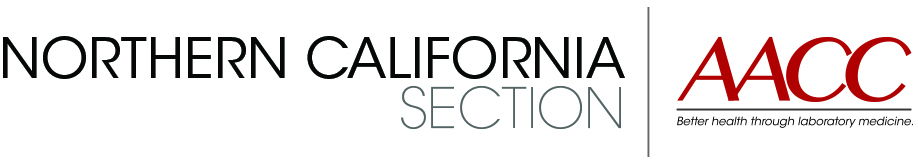 NORTHERN CALIFORNIA
SECTION
AACC
Better health through laboratory medicine.